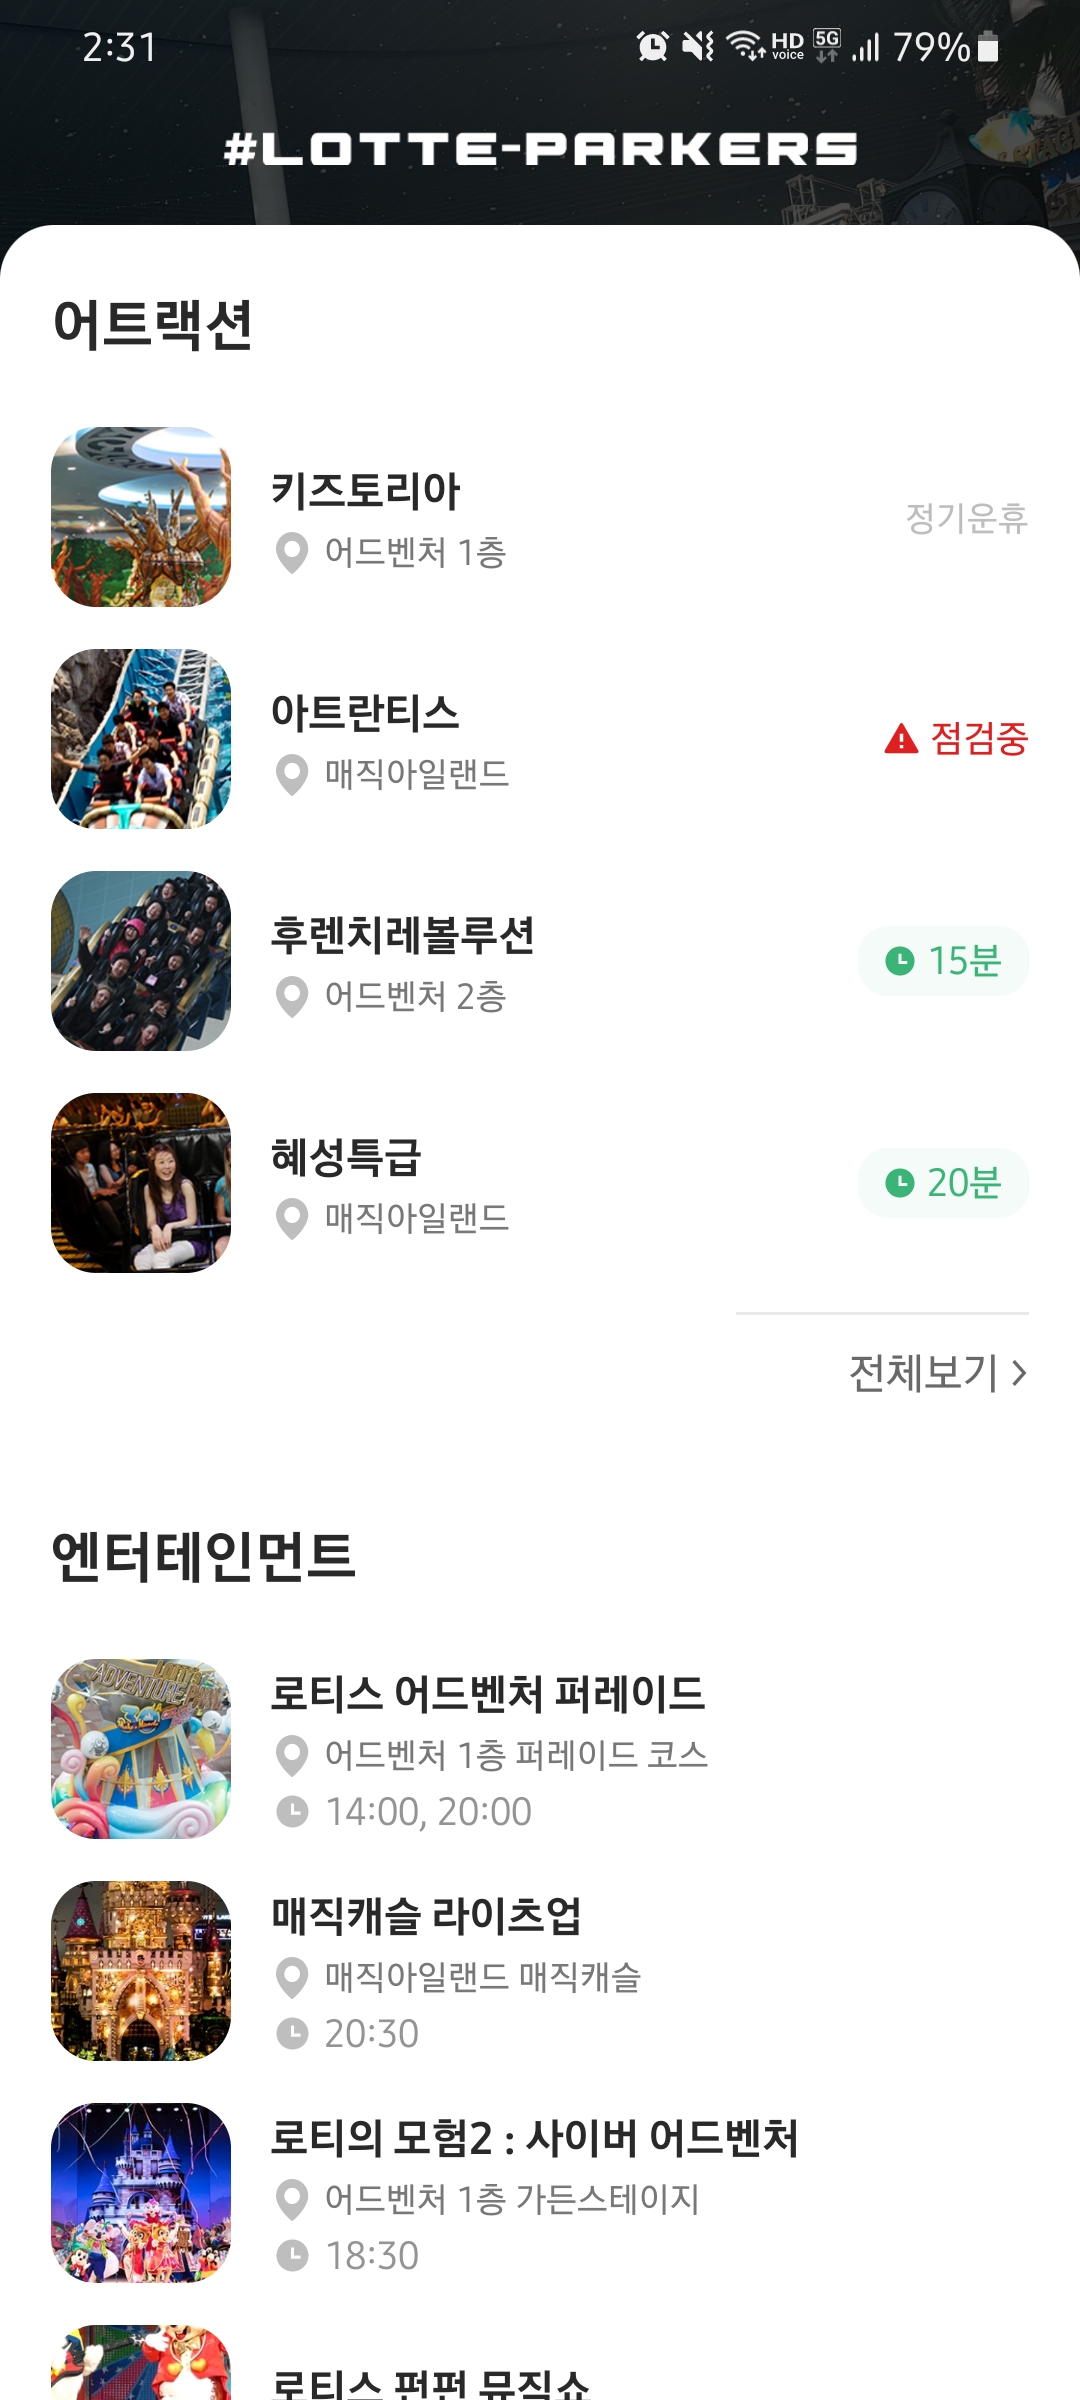 2:31
HD voice 5G 79%
#LOTTE-PARKERS
어트랙션
키즈토리아
어드벤처 1층
정기운휴
아트란티스
매직아일랜드
점검중
후렌치레볼루션
어드벤처 2층
15분
혜성특급
매직아일랜드
20분
전체보기 >
엔터테인먼트
로티스 어드벤처 퍼레이드
어드벤처 1층 퍼레이드 코스
14:00, 20:00
매직캐슬 라이츠업
매직아일랜드 매직캐슬
20:30
로티의 모험2 : 사이버 어드벤처
어드벤처 1층 가든스테이지
18:30
로티스 펀펀 뮤직쇼